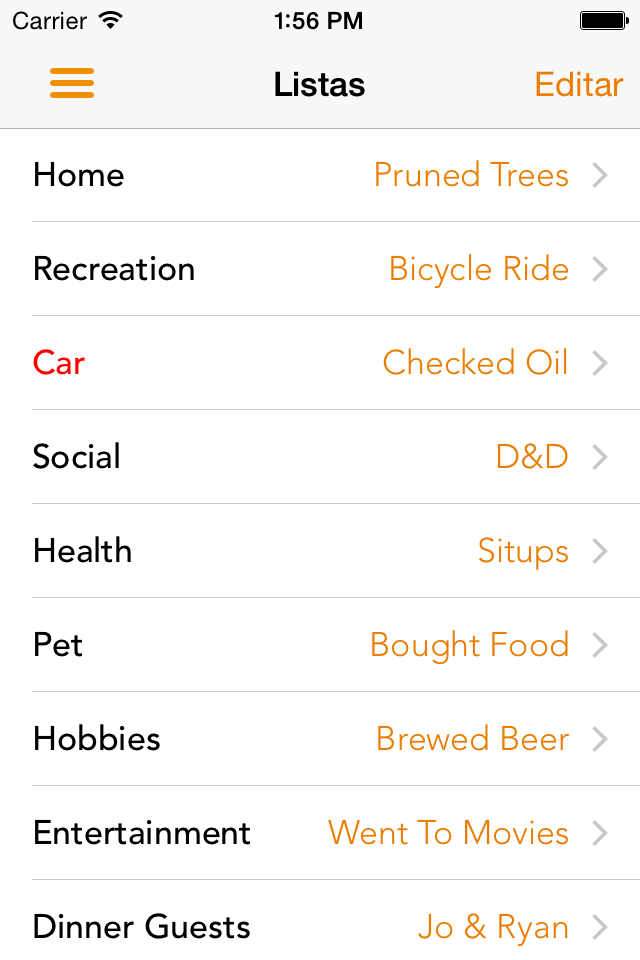 Carrier 1:56 PM
Listas Editar
Home Pruned Trees
Recreation Bicycle Ride
Car Checked Oil
Social D&D
Health Situps
Pet Bought Food
Hobbies Brewed Beer
Entertainment Went To Movies
Dinner Guests Jo & Ryan